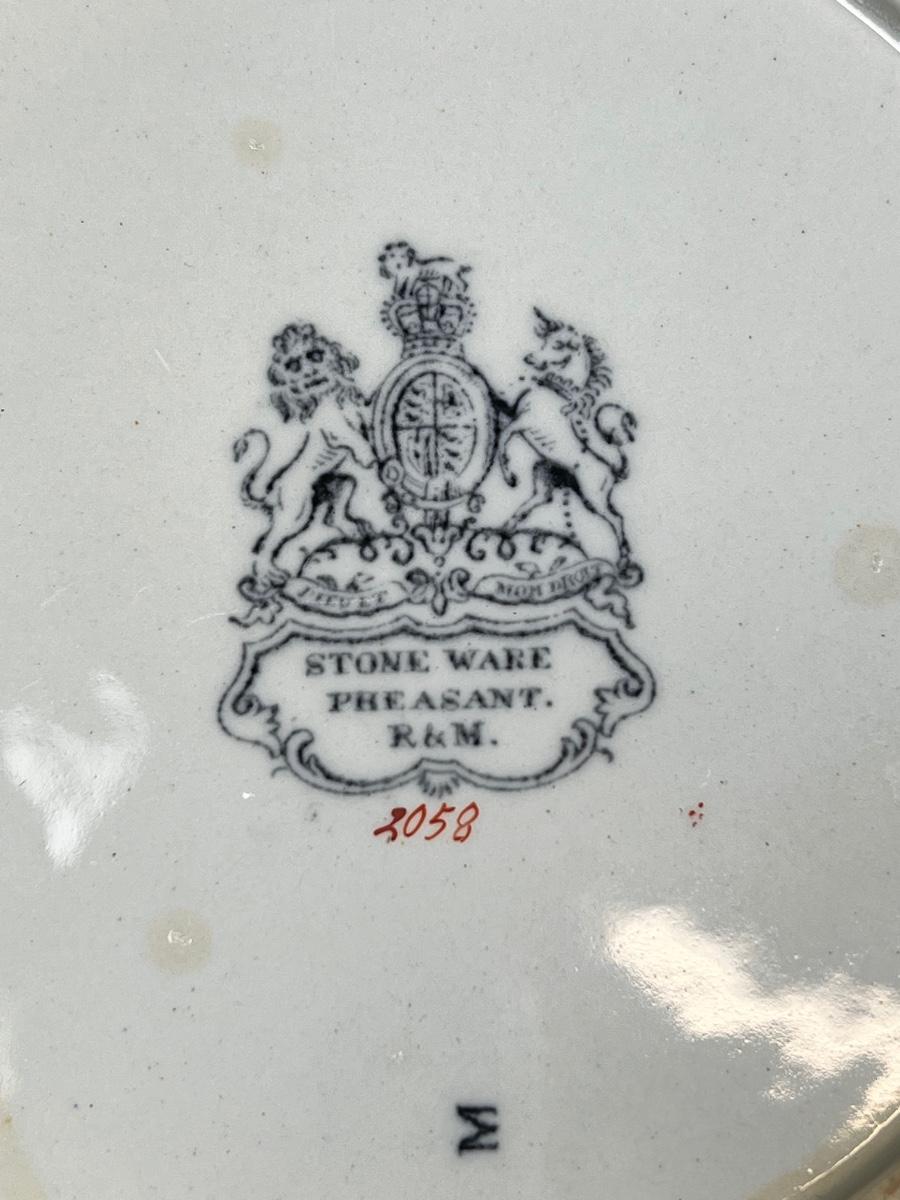 DIEU ET MON DROIT
STONE WARE
PHEASANT.
R&M.
2058
M